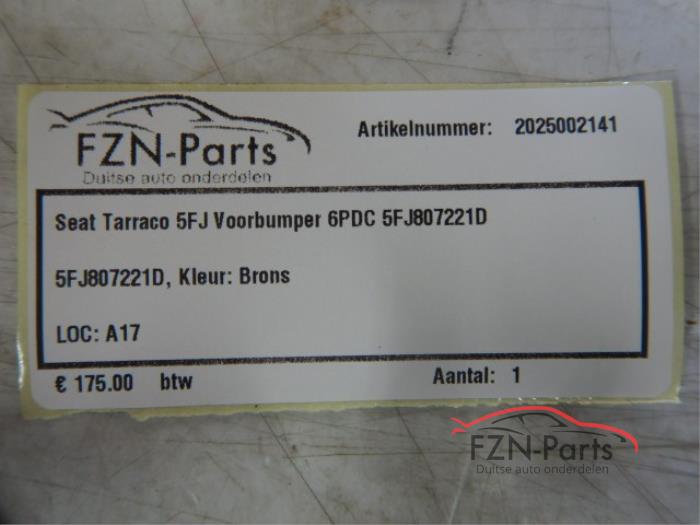 FZN-Parts
Duitse auto onderdelen
Artikelnummer: 2025002141
Seat Tarraco 5FJ Voorbumper 6PDC 5FJ807221D
5FJ807221D, Kleur: Brons
LOC: A17
€ 175.00 btw
Aantal: 1
FZN-Parts
Duitse auto onderdelen